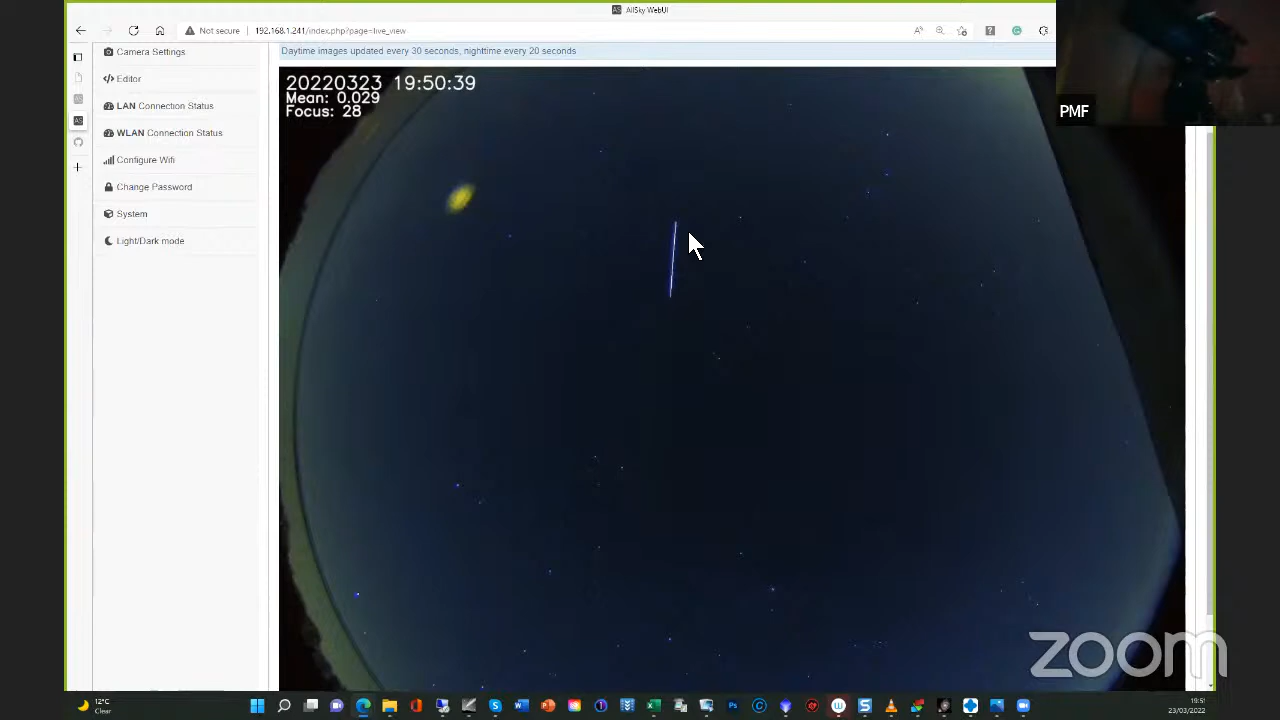 AllSky WebUI
Not secure | 192.168.1.241/index.php?page=live_view
Camera Settings
Editor
LAN Connection Status
WLAN Connection Status
Configure Wifi
Change Password
System
Light/Dark mode
Daytime images updated every 30 seconds, nighttime every 20 seconds
20220323 19:50:39
Mean: 0.029
Focus: 28
PMF
zoom
12°C
Clear
23/03/2022